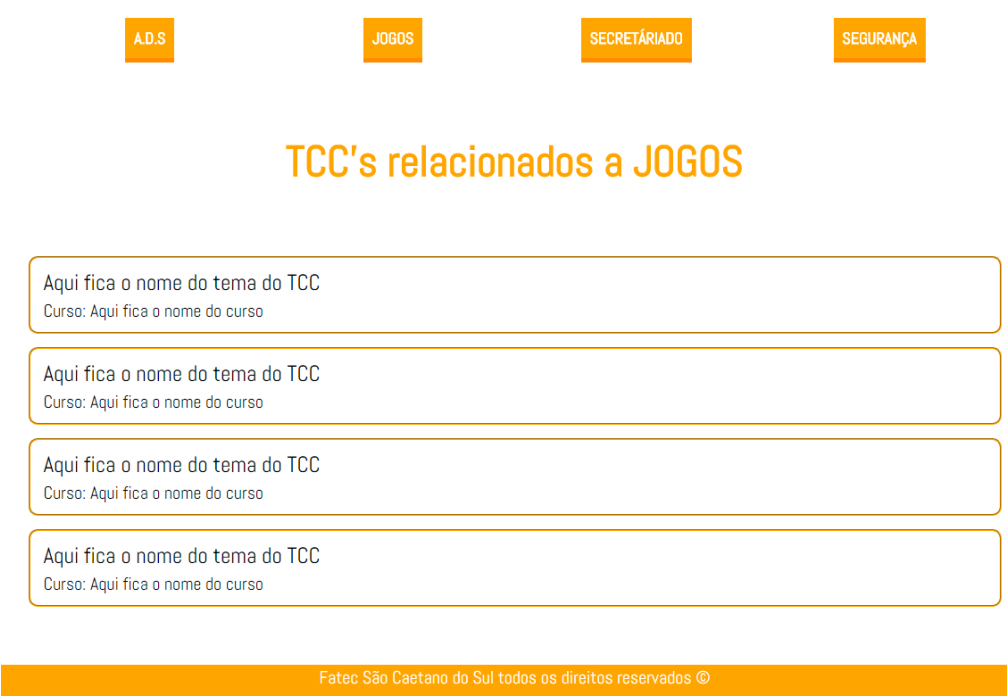 A.D.S
JOGOS
SECRETÁRIADO
SEGURANÇA
TCC's relacionados a JOGOS
Aqui fica o nome do tema do TCC
Curso: Aqui fica o nome do curso
Aqui fica o nome do tema do TCC
Curso: Aqui fica o nome do curso
Aqui fica o nome do tema do TCC
Curso: Aqui fica o nome do curso
Aqui fica o nome do tema do TCC
Curso: Aqui fica o nome do curso
Fatec São Caetano do Sul todos os direitos reservados ©